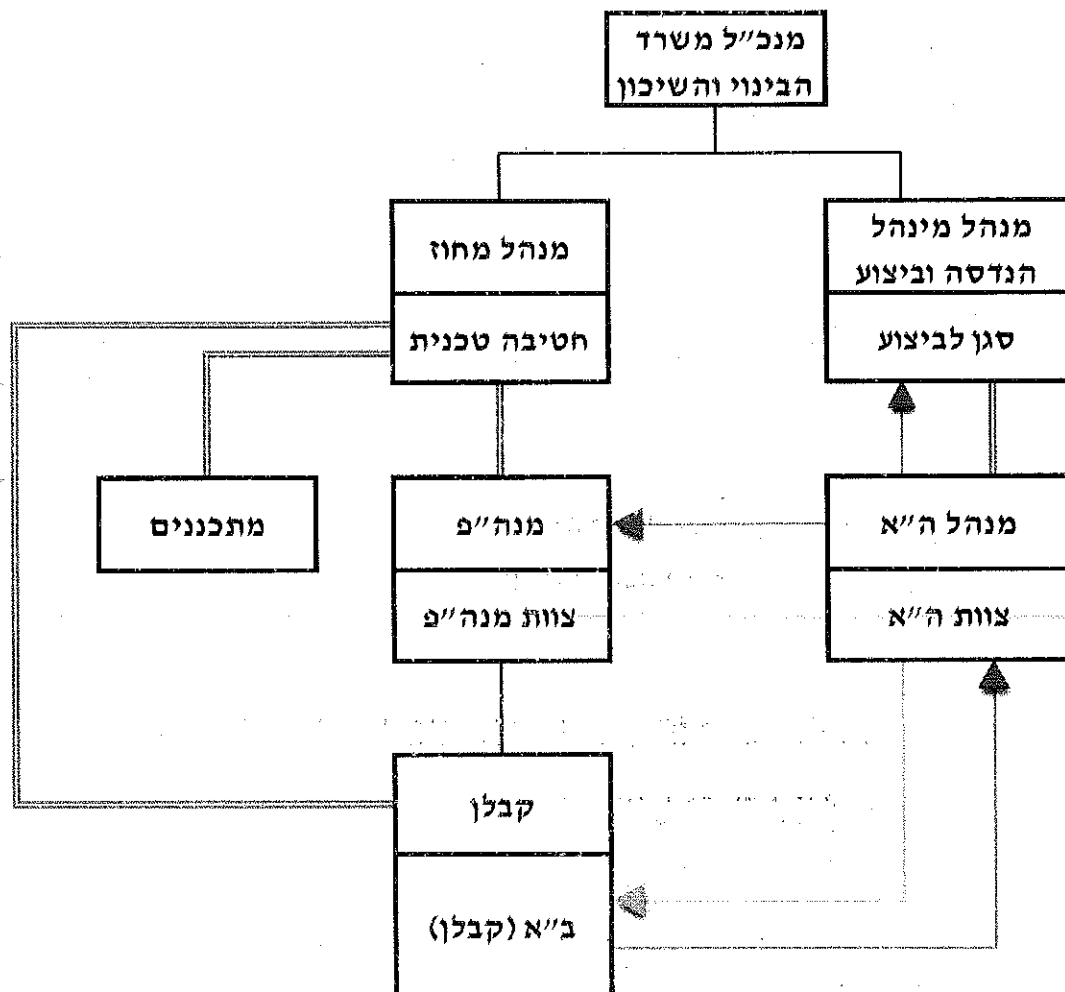 מנכ״ל משרד
הבינוי והשיכון
מנהל מינהל
הנדסה וביצוע
סגן לביצוע
מנהל מחוז
חטיבה טכנית
מנהל ה״א
צוות ה״א
מנה״פ
צוות מנה״פ
מתכננים
קבלן
ב״א (קבלן)